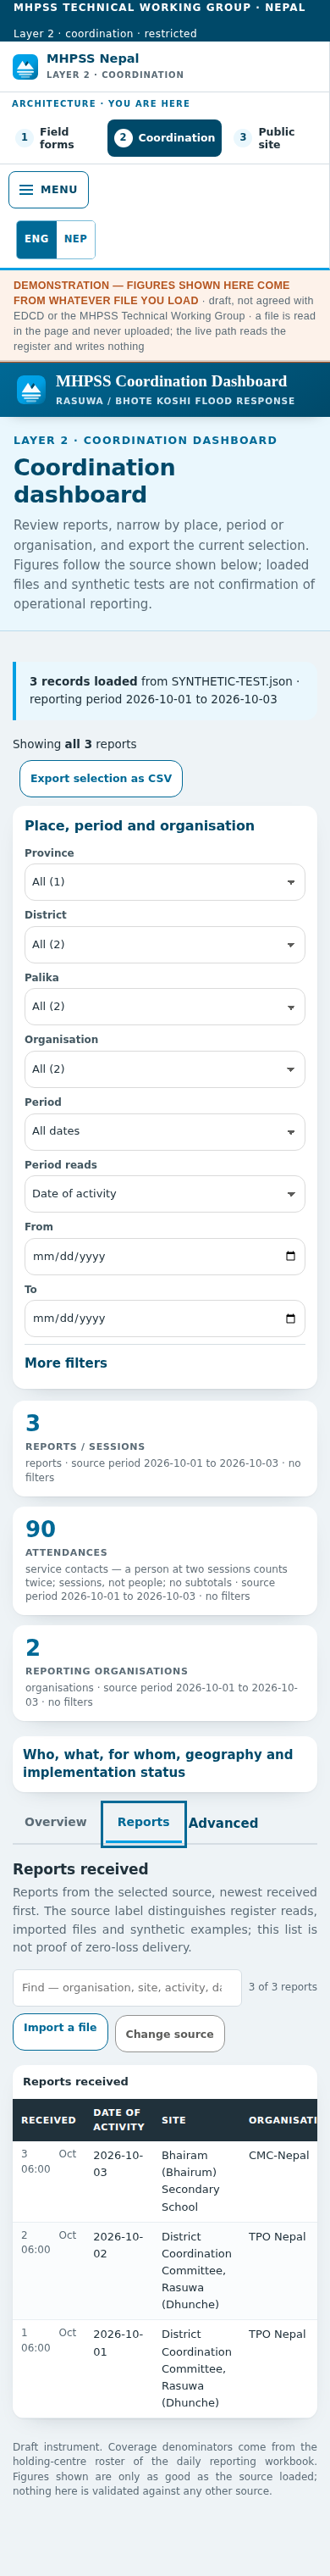 MHPSS TECHNICAL WORKING GROUP · NEPAL
Layer 2 · coordination · restricted
MHPSS Nepal
LAYER 2 · COORDINATION
ARCHITECTURE · YOU ARE HERE
1 Field forms
2 Coordination
3 Public site
MENU
ENG NEP
DEMONSTRATION — FIGURES SHOWN HERE COME
FROM WHATEVER FILE YOU LOAD · draft, not agreed with
EDCD or the MHPSS Technical Working Group · a file is read
in the page and never uploaded; the live path reads the
register and writes nothing
MHPSS Coordination Dashboard
RASUWA / BHOTE KOSHI FLOOD RESPONSE
LAYER 2 · COORDINATION DASHBOARD
Coordination
dashboard
Review reports, narrow by place, period or
organisation, and export the current selection.
Figures follow the source shown below; loaded
files and synthetic tests are not confirmation of
operational reporting.
3 records loaded from SYNTHETIC-TEST.json ·
reporting period 2026-10-01 to 2026-10-03
Showing all 3 reports
Export selection as CSV
Place, period and organisation
Province
All (1)
District
All (2)
Palika
All (2)
Organisation
All (2)
Period
All dates
Period reads
Date of activity
From
mm/dd/yyyy
To
mm/dd/yyyy
More filters
3
REPORTS / SESSIONS
reports · source period 2026-10-01 to 2026-10-03 · no
filters
90
ATTENDANCES
service contacts — a person at two sessions counts
twice; sessions, not people; no subtotals · source
period 2026-10-01 to 2026-10-03 · no filters
2
REPORTING ORGANISATIONS
organisations · source period 2026-10-01 to 2026-10-
03 · no filters
Who, what, for whom, geography and
implementation status
Overview Reports Advanced
Reports received
Reports from the selected source, newest received
first. The source label distinguishes register reads,
imported files and synthetic examples; this list is
not proof of zero-loss delivery.
Find — organisation, site, activity, da 3 of 3 reports
Import a file Change source
Reports received
RECEIVED DATE OF ACTIVITY SITE ORGANISATI
3 Oct 06:00 2026-10-03 Bhairam (Bhirum) Secondary School CMC-Nepal
2 Oct 06:00 2026-10-02 District Coordination Committee, Rasuwa (Dhunche) TPO Nepal
1 Oct 06:00 2026-10-01 District Coordination Committee, Rasuwa (Dhunche) TPO Nepal
Draft instrument. Coverage denominators come from the
holding-centre roster of the daily reporting workbook.
Figures shown are only as good as the source loaded;
nothing here is validated against any other source.